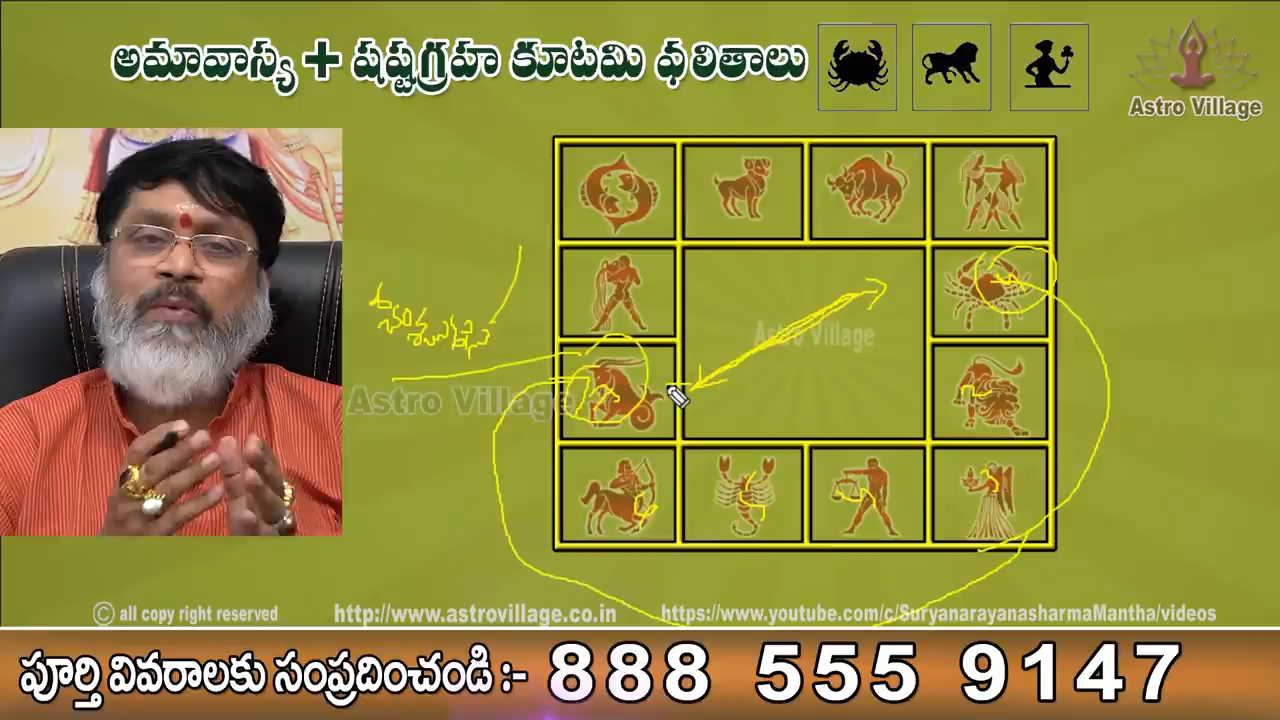 అమావాస్య + షష్టగ్రహ కూటమి ఫలితాలు
Astro Village
Astro Village
Astro Village
© all copy right reserved
http://www.astrovillage.co.in
https://www.youtube.com/c/SuryanarayanasharmaMantha/videos
పూర్తి వివరాలకు సంప్రదించండి :- 888 555 9147